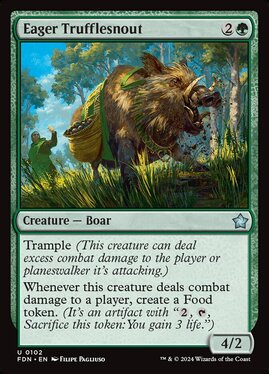 Eager Trufflesnout 2
Creature — Boar
Trample (This creature can deal
excess combat damage to the player or
planeswalker it's attacking.)
Whenever this creature deals combat
damage to a player, create a Food
token. (It's an artifact with “2, ,
Sacrifice this token: You gain 3 life.”)
4/2
U 0102
FDN • EN Filipe Pagliuso
™ & © 2024 Wizards of the Coast